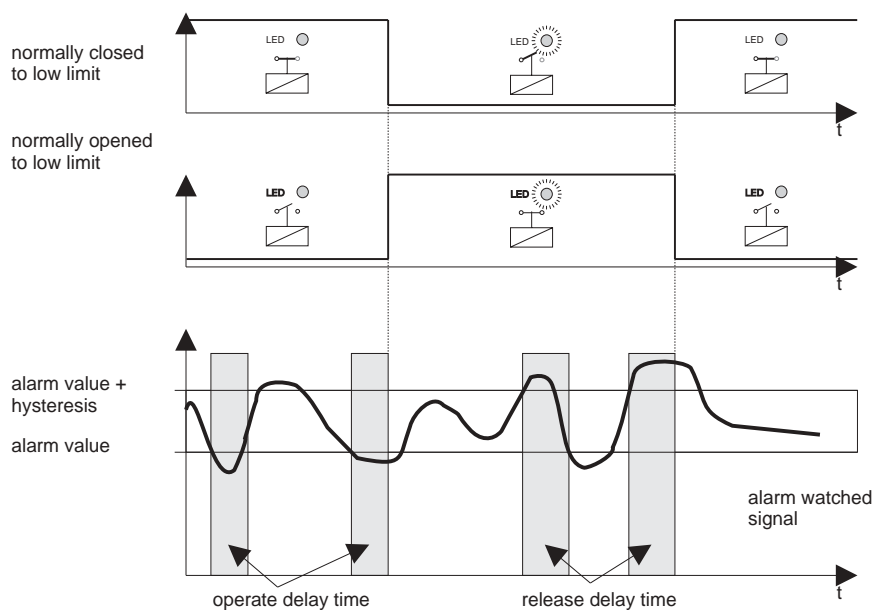 LED
LED
LED
normally closed
to low limit
t
normally opened
to low limit
LED
LED
LED
t
alarm value +
hysteresis
alarm value
alarm watched
signal
operate delay time
release delay time
t